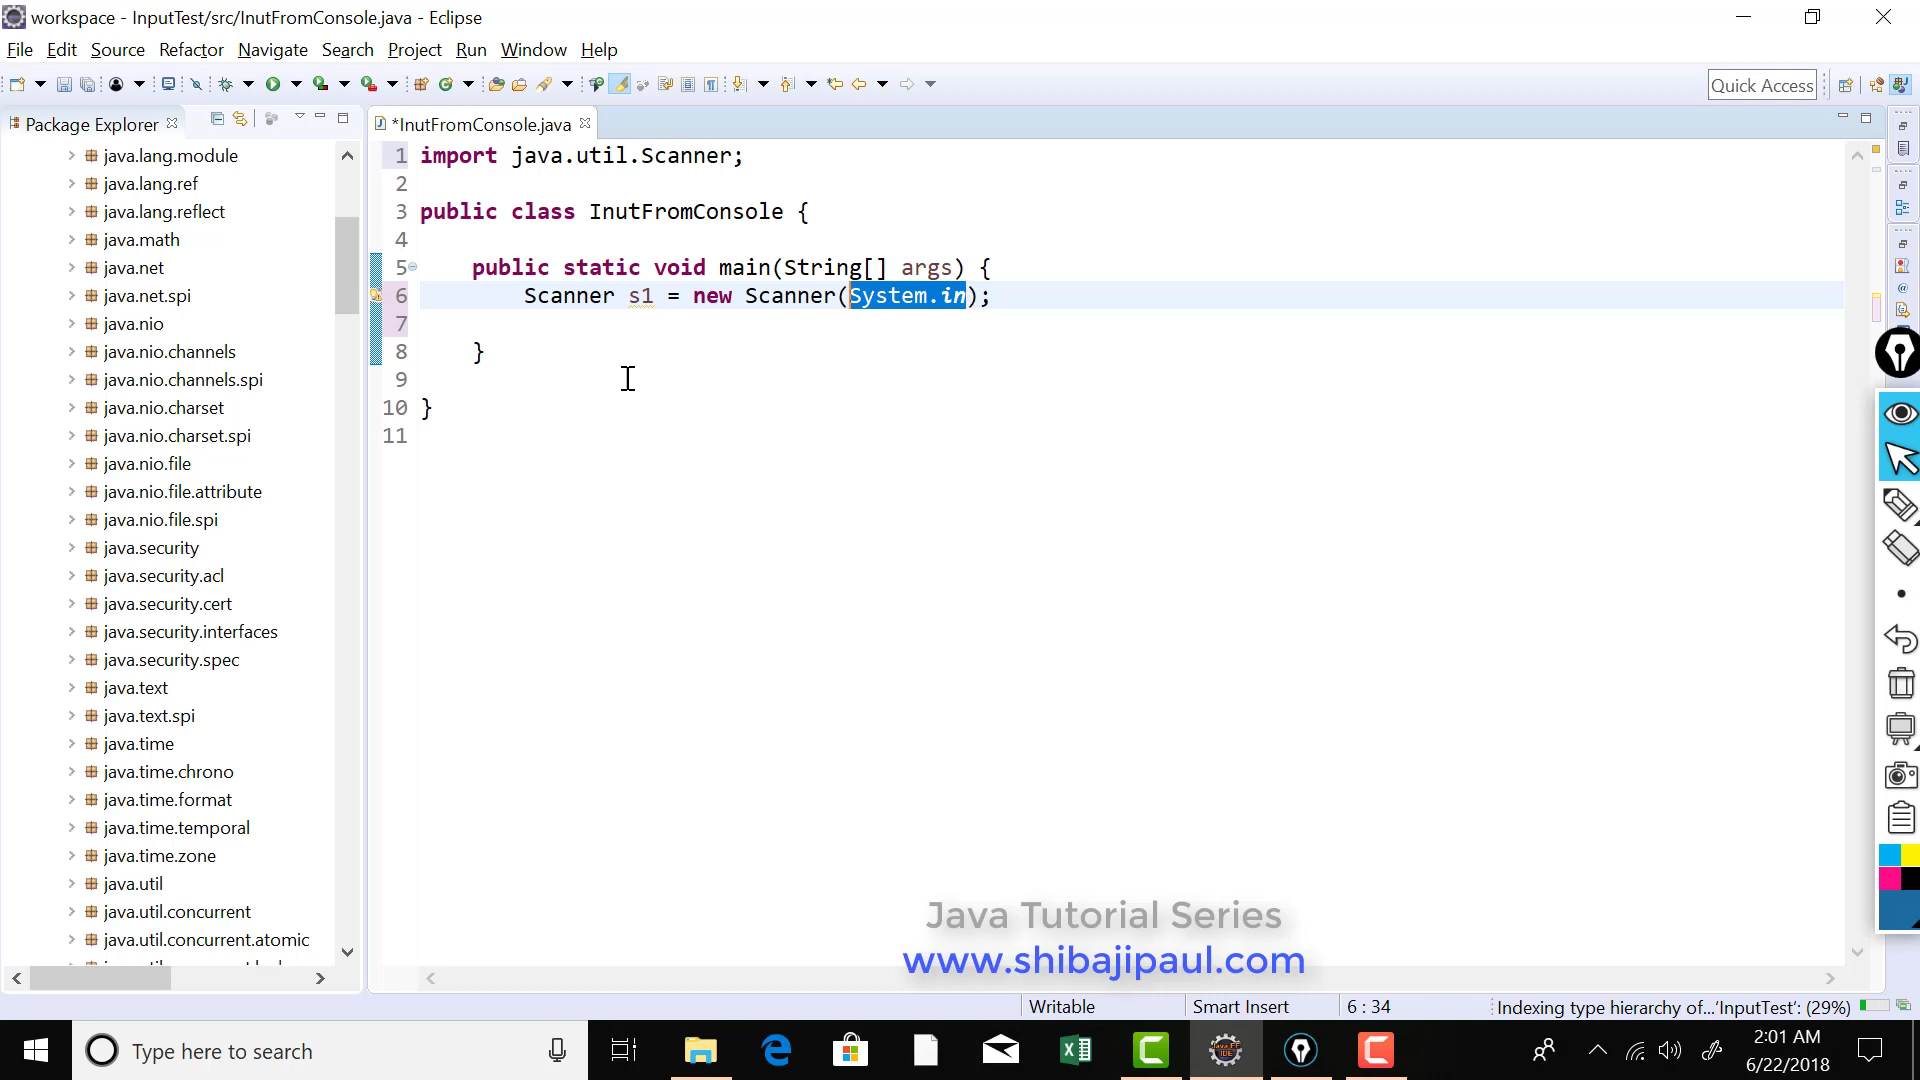 workspace - InputTest/src/InutFromConsole.java - Eclipse
File Edit Source Refactor Navigate Search Project Run Window Help
Quick Access
Package Explorer
*InutFromConsole.java
java.lang.module
java.lang.ref
java.lang.reflect
java.math
java.net
java.net.spi
java.nio
java.nio.channels
java.nio.channels.spi
java.nio.charset
java.nio.charset.spi
java.nio.file
java.nio.file.attribute
java.nio.file.spi
java.security
java.security.acl
java.security.cert
java.security.interfaces
java.security.spec
java.text
java.text.spi
java.time
java.time.chrono
java.time.format
java.time.temporal
java.time.zone
java.util
java.util.concurrent
java.util.concurrent.atomic
1 import java.util.Scanner;
2
3 public class InutFromConsole {
4
5 public static void main(String[] args) {
6 Scanner s1 = new Scanner(System.in);
7
8 }
9
10 }
11
Java Tutorial Series
www.shibajipaul.com
Writable Smart Insert 6 : 34 Indexing type hierarchy of...'InputTest': (29%)
Type here to search
2:01 AM
6/22/2018